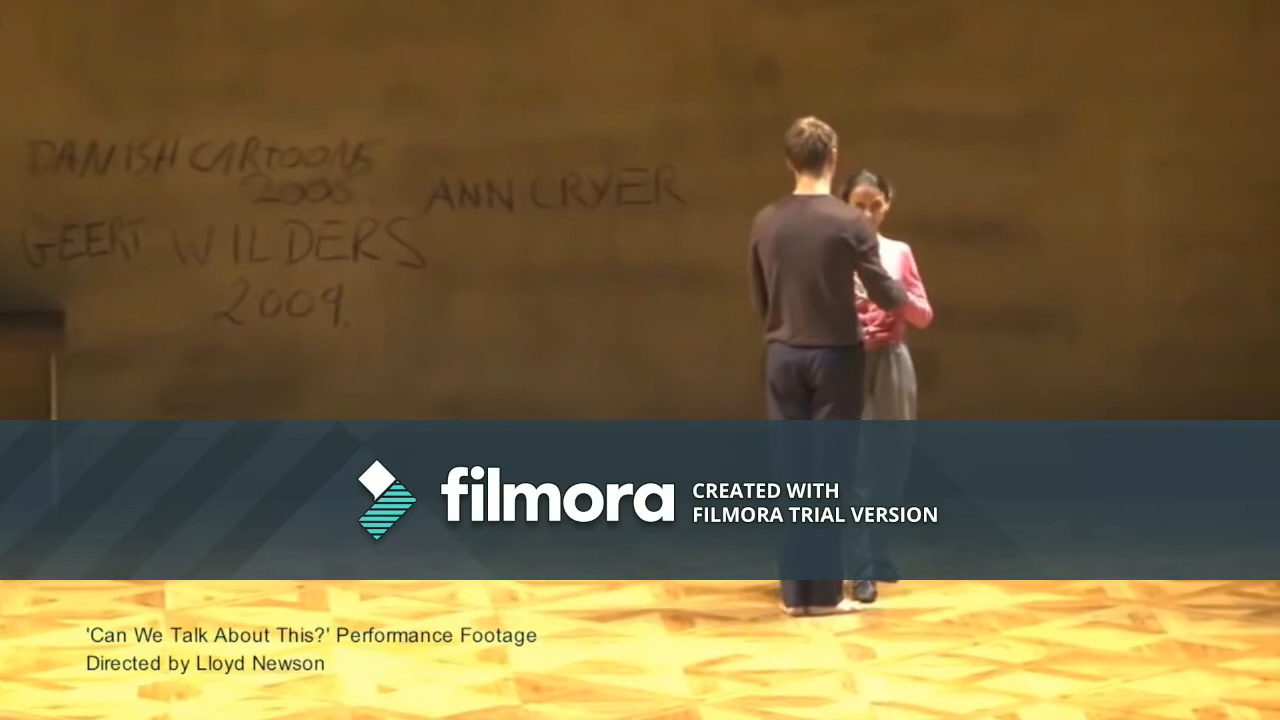 DANISH CARTOONS
2006
ANN CRYER
GEERT WILDERS
2009.
filmora
CREATED WITH
FILMORA TRIAL VERSION
'Can We Talk About This?' Performance Footage
Directed by Lloyd Newson